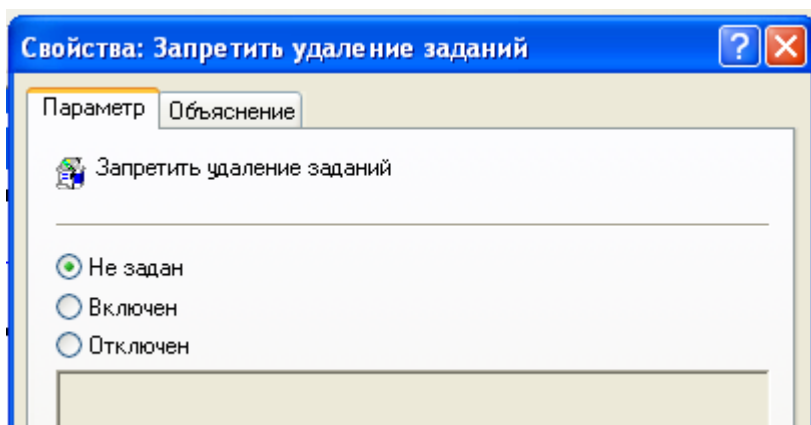 Свойства: Запретить удаление заданий
Параметр Объяснение
Запретить удаление заданий
Не задан
Включен
Отключен